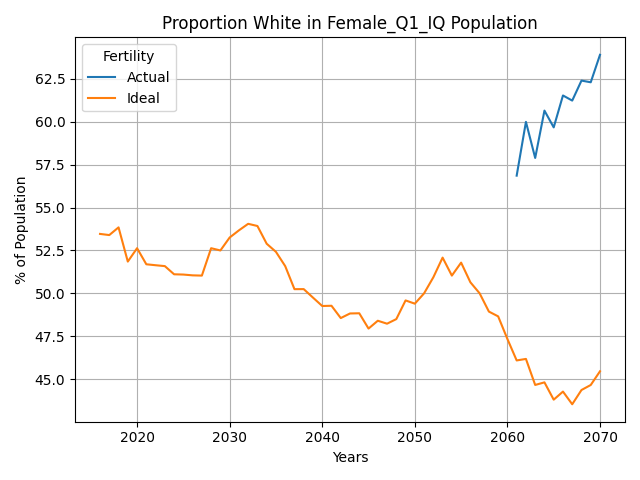 Proportion White in Female_Q1_IQ Population
Fertility
Actual
Ideal
62.5
60.0
57.5
55.0
52.5
50.0
47.5
45.0
% of Population
2020 2030 2040 2050 2060 2070
Years